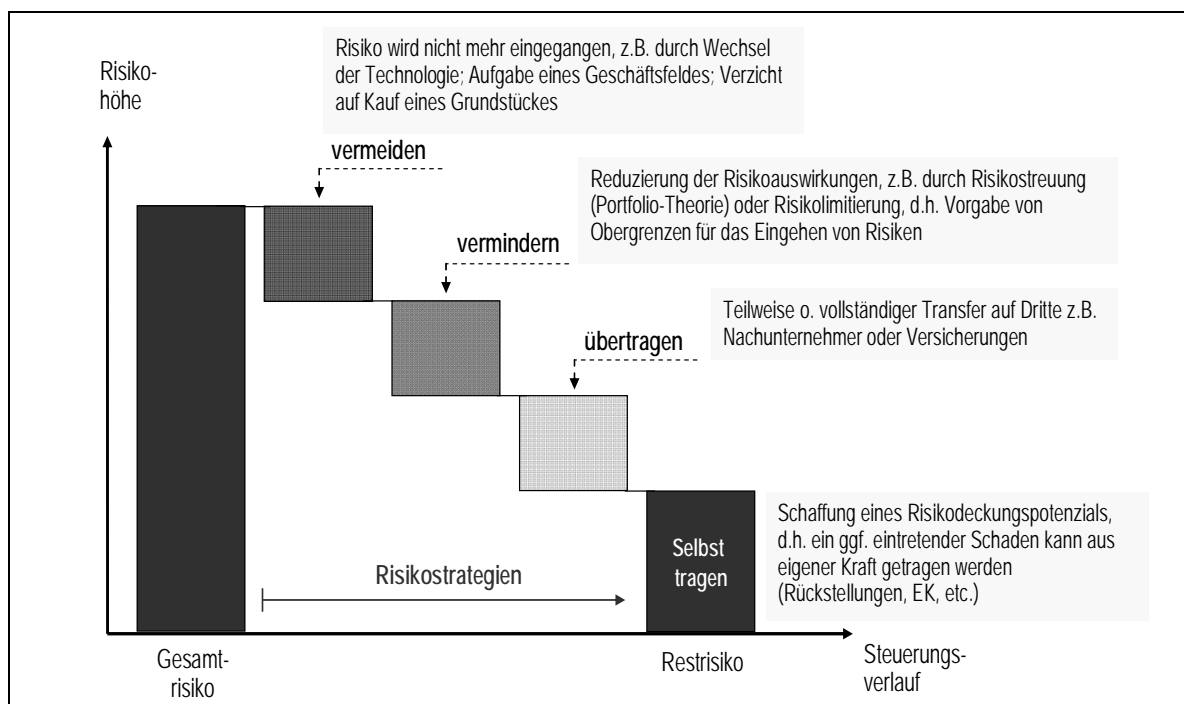 Risiko wird nicht mehr eingegangen, z.B. durch Wechsel
der Technologie; Aufgabe eines Geschäftsfeldes; Verzicht
auf Kauf eines Grundstückes
Risiko-
höhe
vermeiden
Reduzierung der Risikoauswirkungen, z.B. durch Risikostreuung
(Portfolio-Theorie) oder Risikolimitierung, d.h. Vorgabe von
Obergrenzen für das Eingehen von Risiken
vermindern
Teilweise o. vollständiger Transfer auf Dritte z.B.
Nachunternehmer oder Versicherungen
übertragen
Schaffung eines Risikodeckungspotenzials,
d.h. ein ggf. eintretender Schaden kann aus
eigener Kraft getragen werden
(Rückstellungen, EK, etc.)
Selbst
tragen
Risikostrategien
Gesamt-
risiko
Restrisiko
Steuerungs-
verlauf